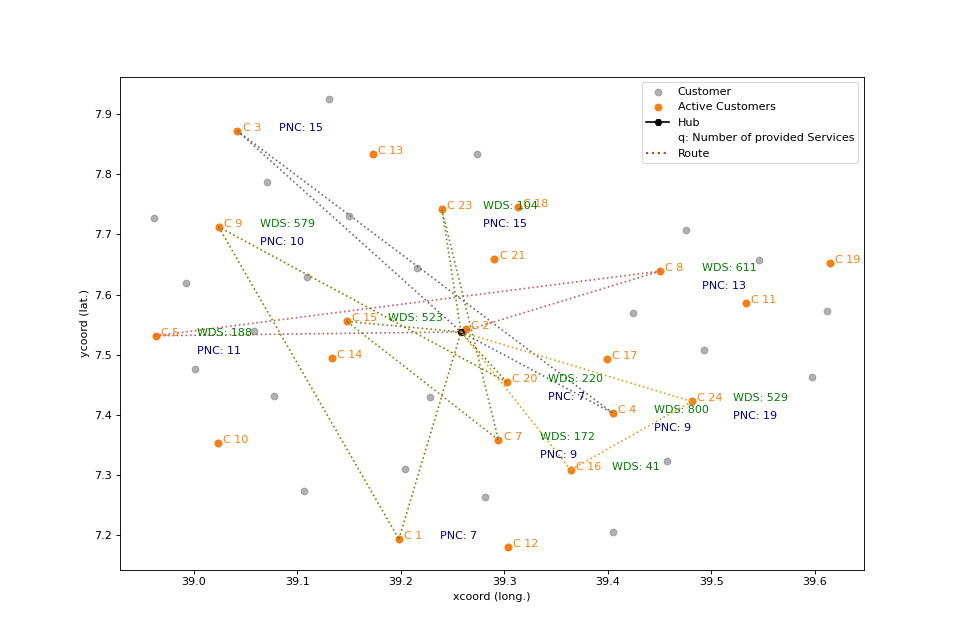 Customer
Active Customers
Hub
q: Number of provided Services
Route
C 3 PNC: 15
C 13
C 23 WDS: 104 C 18
PNC: 15
C 9 WDS: 579
PNC: 10
C 21
C 8 WDS: 611
PNC: 13
C 19
C 11
C 15 WDS: 523
C 2
C 5 WDS: 188
PNC: 11
C 14
C 17
C 20 WDS: 220
PNC: 7
C 24 WDS: 529
PNC: 19
C 4 WDS: 800
PNC: 9
C 10
C 7 WDS: 172
PNC: 9
C 16 WDS: 41
C 1 PNC: 7
C 12
7.9
7.8
7.7
7.6
7.5
7.4
7.3
7.2
ycoord (lat.)
39.0 39.1 39.2 39.3 39.4 39.5 39.6
xcoord (long.)